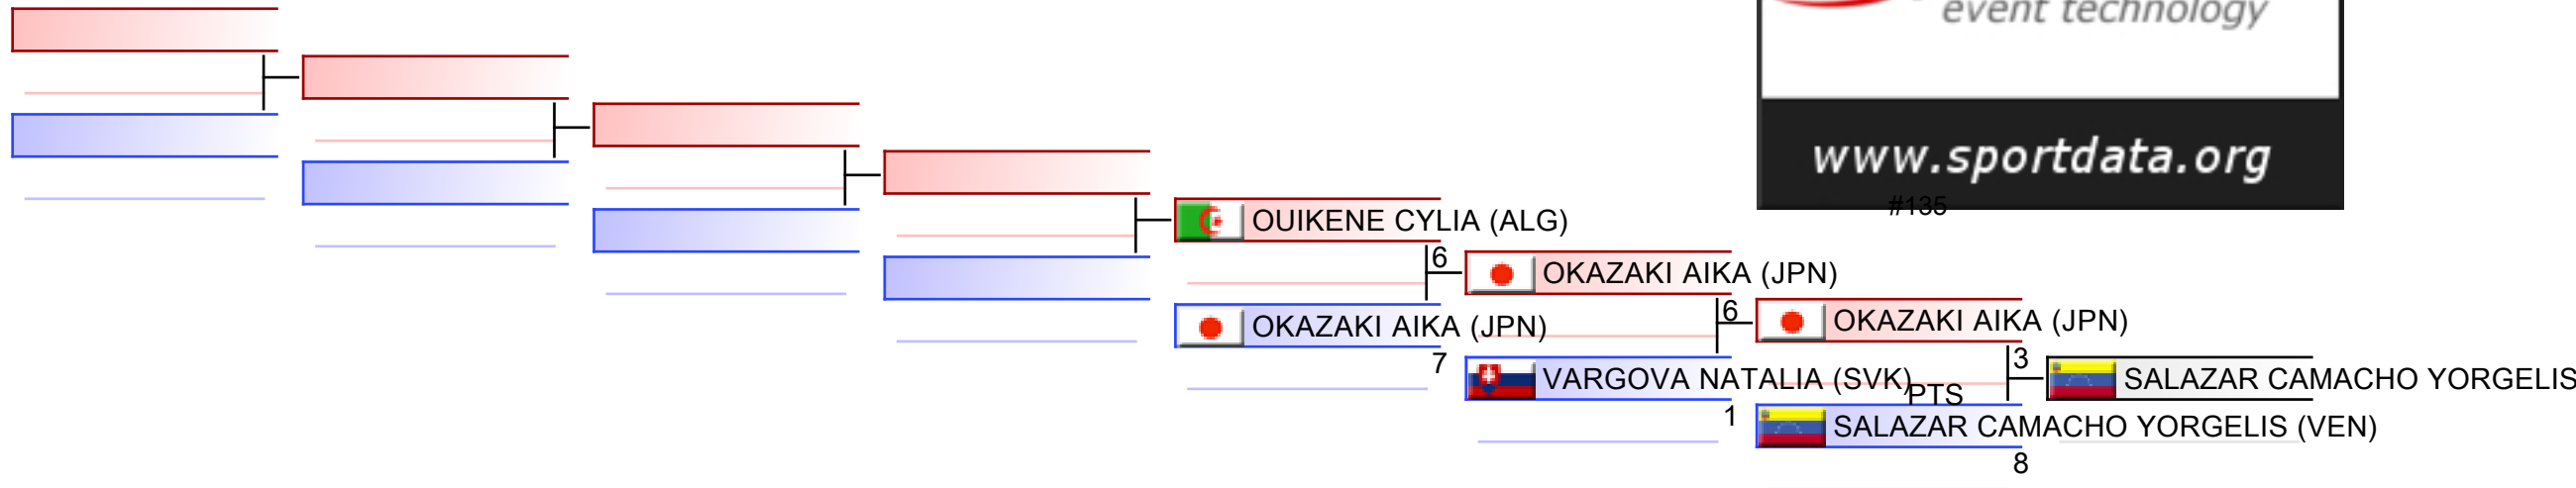 event technology
www.sportdata.org
#135
OUIKENE CYLIA (ALG)
6
OKAZAKI AIKA (JPN)
OKAZAKI AIKA (JPN)
7
6
OKAZAKI AIKA (JPN)
VARGOVA NATALIA (SVK)
1
PTS
3
SALAZAR CAMACHO YORGELIS
SALAZAR CAMACHO YORGELIS (VEN)
8